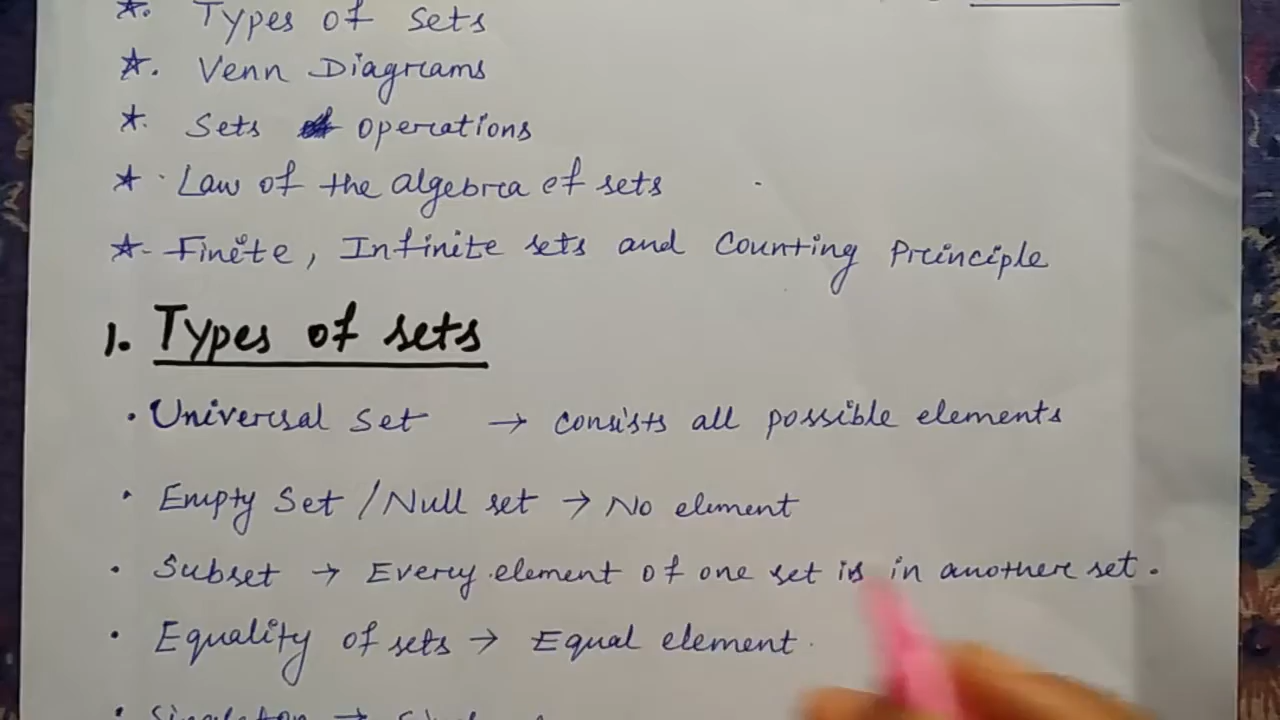 ★. Types of sets
★. Venn Diagrams
★. Sets Operations
★. Law of the algebra of sets
★- Finite, Infinite sets and Counting Principle
1. Types of sets
• Universal Set → consists all possible elements
• Empty Set / Null set → No element
• Subset → Every element of one set is in another set.
• Equality of sets → Equal element.
• Singleton →